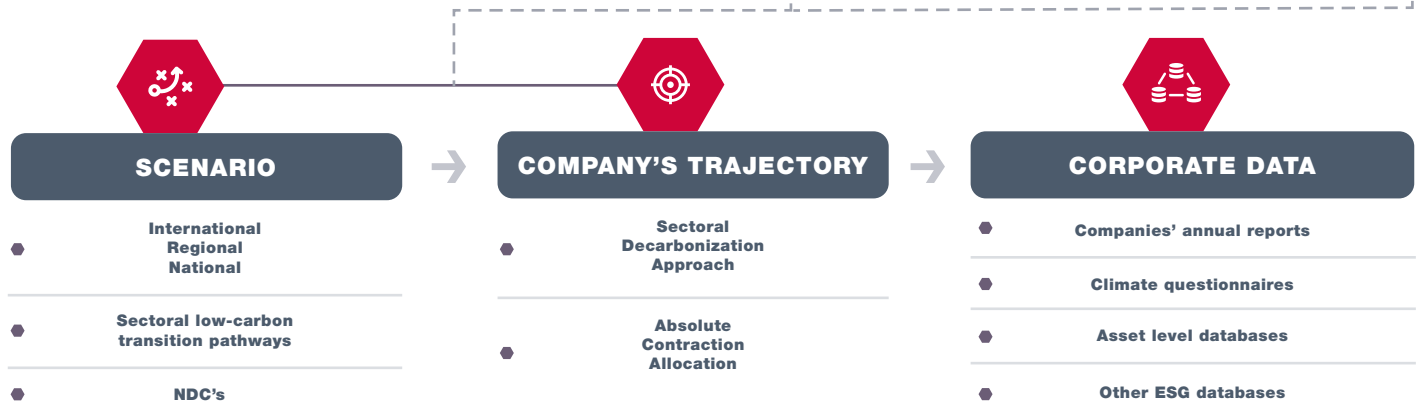 SCENARIO
International
Regional
National
Sectoral low-carbon
transition pathways
NDC's
COMPANY'S TRAJECTORY
Sectoral
Decarbonization
Approach
Absolute
Contraction
Allocation
CORPORATE DATA
Companies' annual reports
Climate questionnaires
Asset level databases
Other ESG databases